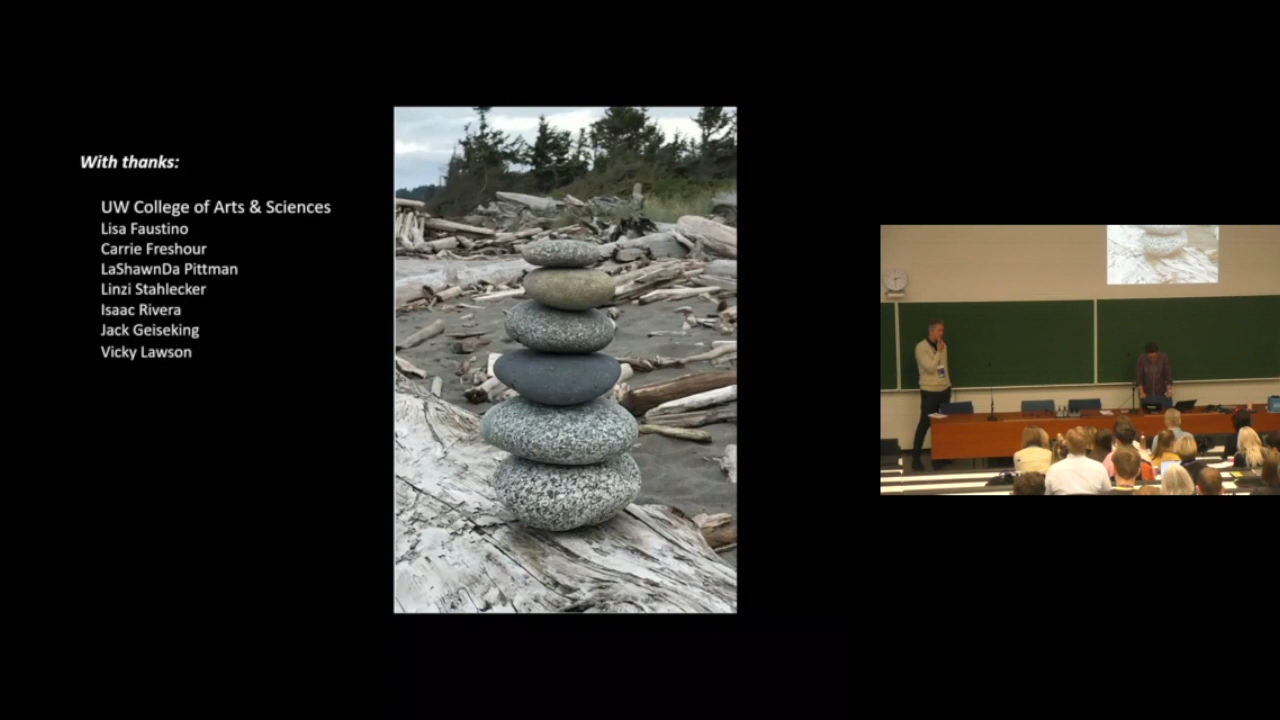 With thanks:
UW College of Arts & Sciences
Lisa Faustino
Carrie Freshour
LaShawnDa Pittman
Linzi Stahlecker
Isaac Rivera
Jack Geiseking
Vicky Lawson